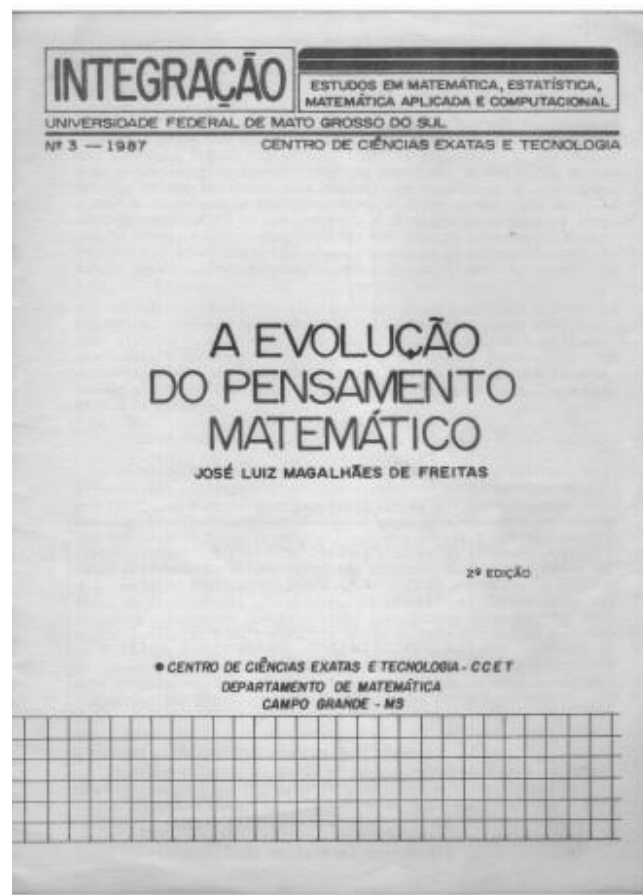 INTEGRAÇÃO
ESTUDOS EM MATEMÁTICA, ESTATÍSTICA,
MATEMÁTICA APLICADA E COMPUTACIONAL
UNIVERSIDADE FEDERAL DE MATO GROSSO DO SUL
Nº 3 — 1987 CENTRO DE CIÊNCIAS EXATAS E TECNOLOGIA
A EVOLUÇÃO
DO PENSAMENTO
MATEMÁTICO
JOSÉ LUIZ MAGALHÃES DE FREITAS
2ª EDIÇÃO
• CENTRO DE CIÊNCIAS EXATAS E TECNOLOGIA - CCET
DEPARTAMENTO DE MATEMÁTICA
CAMPO GRANDE - MS